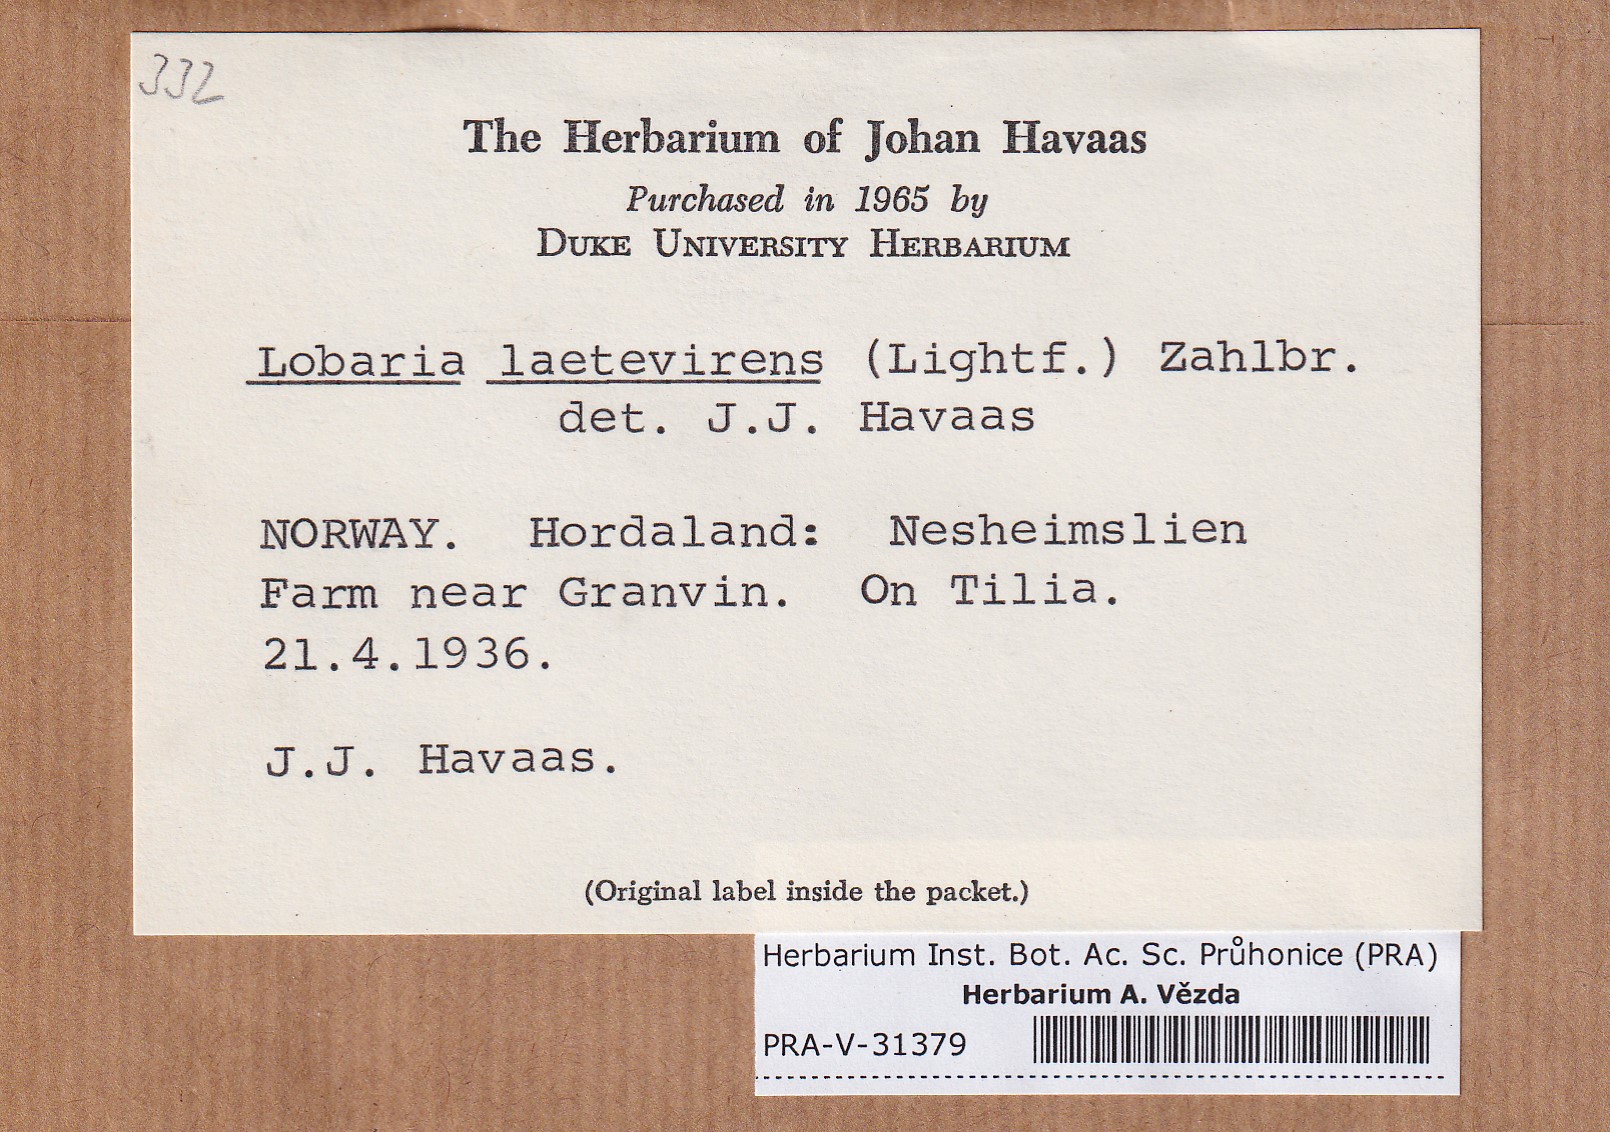 332
The Herbarium of Johan Havaas
Purchased in 1965 by
DUKE UNIVERSITY HERBARIUM
Lobaria laetevirens (Lightf.) Zahlbr.
det. J.J. Havaas
NORWAY. Hordaland: Nesheimslien
Farm near Granvin. On Tilia.
21.4.1936.
J.J. Havaas.
(Original label inside the packet.)
Herbarium Inst. Bot. Ac. Sc. Průhonice (PRA)
Herbarium A. Vězda
PRA-V-31379